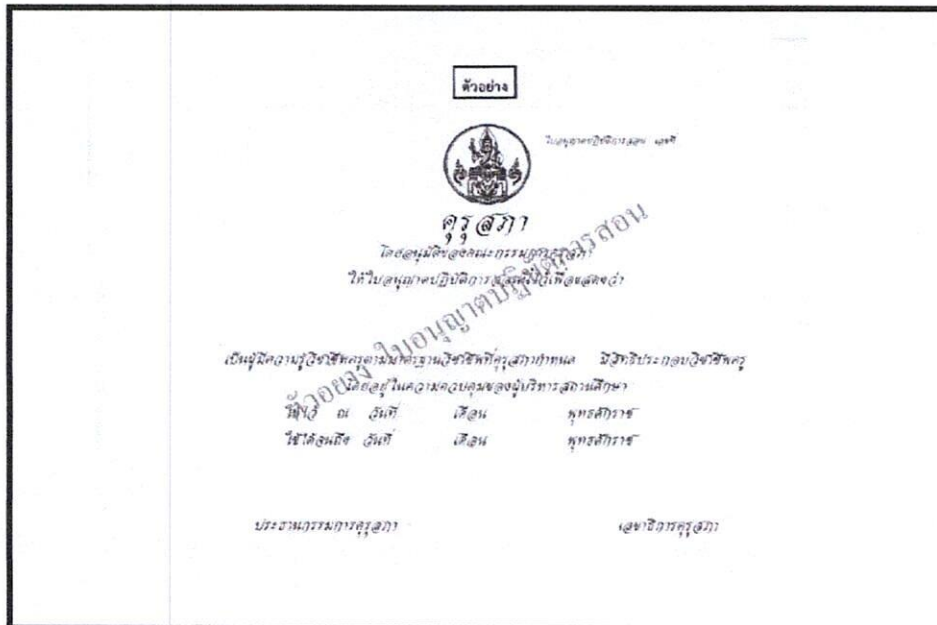 ตัวอย่าง
ใบอนุญาตปฏิบัติการสอน เลขที่
คุรุสภา
โดยอนุมัติของคณะกรรมการคุรุสภา
ให้ใบอนุญาตปฏิบัติการสอนนี้ไว้เพื่อแสดงว่า
ตัวอย่าง ใบอนุญาตปฏิบัติการสอน
เป็นผู้มีความรู้วิชาชีพครูตามมาตรฐานวิชาชีพที่คุรุสภากำหนด มีสิทธิประกอบวิชาชีพครู
โดยอยู่ในความควบคุมของผู้บริหารสถานศึกษา
ให้ไว้ ณ วันที่ เดือน พุทธศักราช
ใช้ได้จนถึง วันที่ เดือน พุทธศักราช
ประธานกรรมการคุรุสภา เลขาธิการคุรุสภา